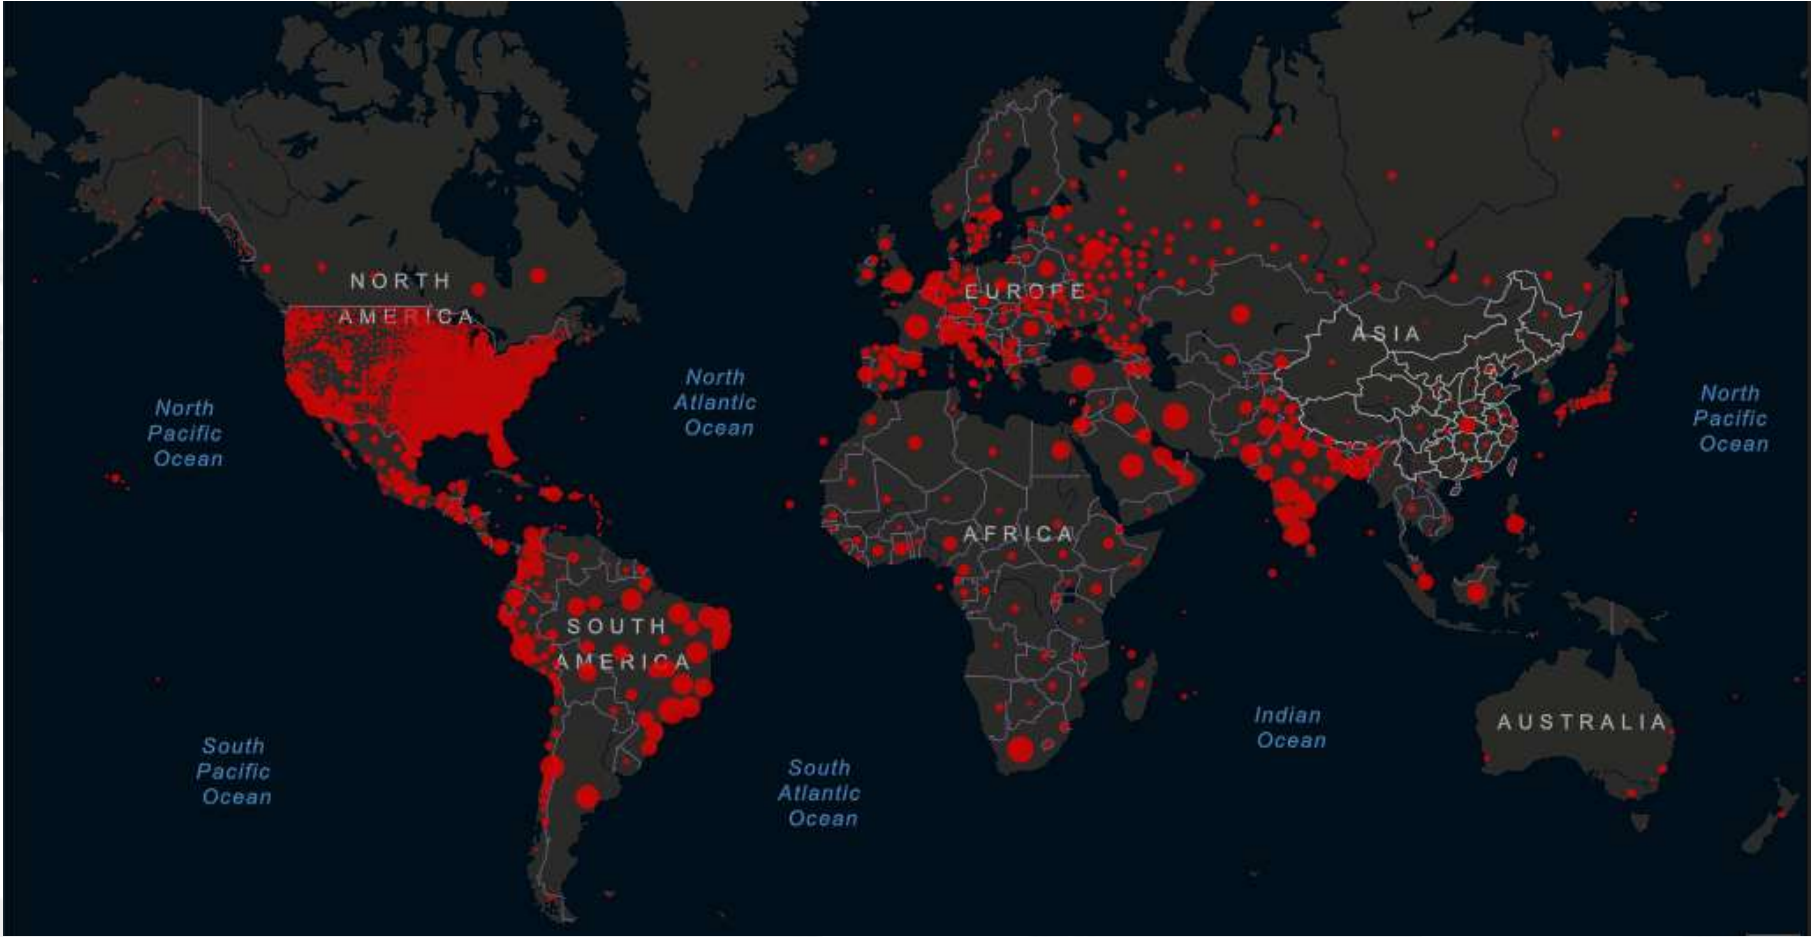 NORTH
AMERICA
EUROPE
ASIA
North
Pacific
Ocean
North
Atlantic
Ocean
North
Pacific
Ocean
AFRICA
SOUTH
AMERICA
South
Pacific
Ocean
South
Atlantic
Ocean
Indian
Ocean
AUSTRALIA